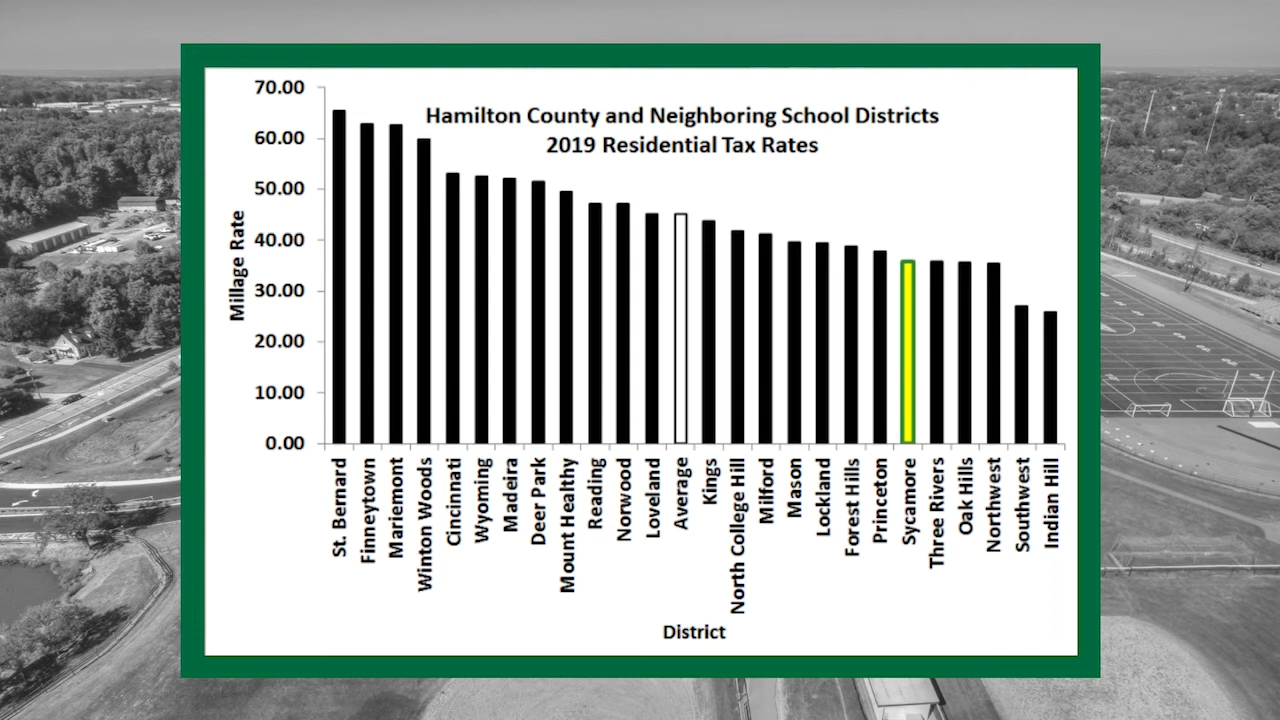 Hamilton County and Neighboring School Districts
2019 Residential Tax Rates
Millage Rate
70.00
60.00
50.00
40.00
30.00
20.00
10.00
0.00
St. Bernard
Finneytown
Mariemont
Winton Woods
Cincinnati
Wyoming
Madeira
Deer Park
Mount Healthy
Reading
Norwood
Loveland
Average
Kings
North College Hill
Milford
Mason
Lockland
Forest Hills
Princeton
Sycamore
Three Rivers
Oak Hills
Northwest
Southwest
Indian Hill
District